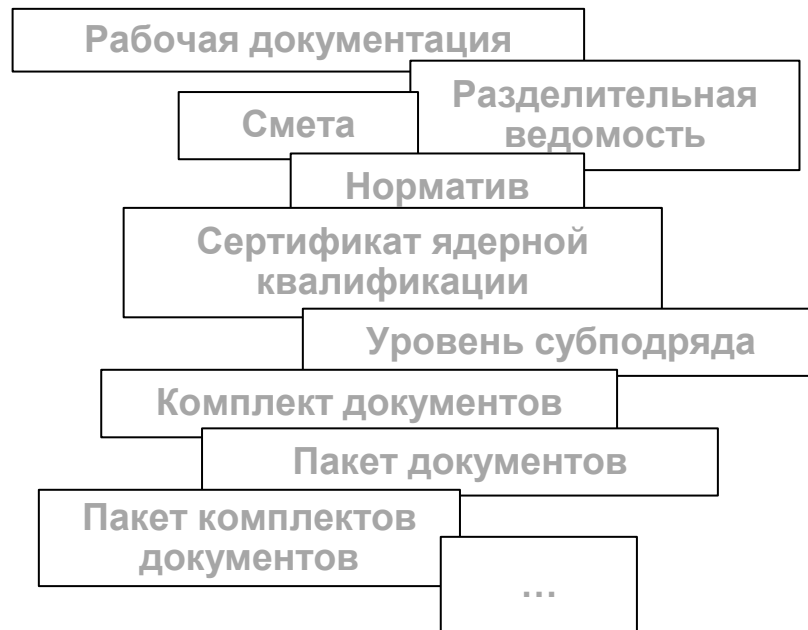 Рабочая документация
Разделительная
ведомость
Смета
Норматив
Сертификат ядерной
квалификации
Уровень субподряда
Комплект документов
Пакет документов
Пакет комплектов
документов
...